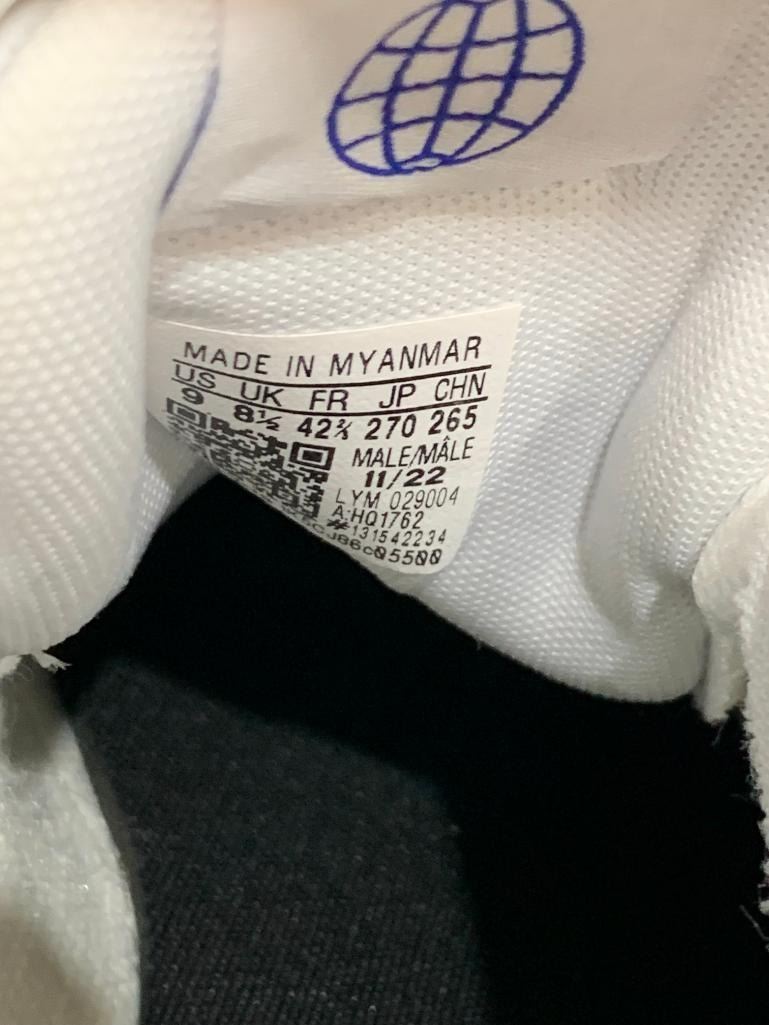 MADE IN MYANMAR
US UK FR JP CHN
9 8½ 42⅔ 270 265
MALE/MÂLE
11/22
LYM 029004
A:HQ1762
#131542234